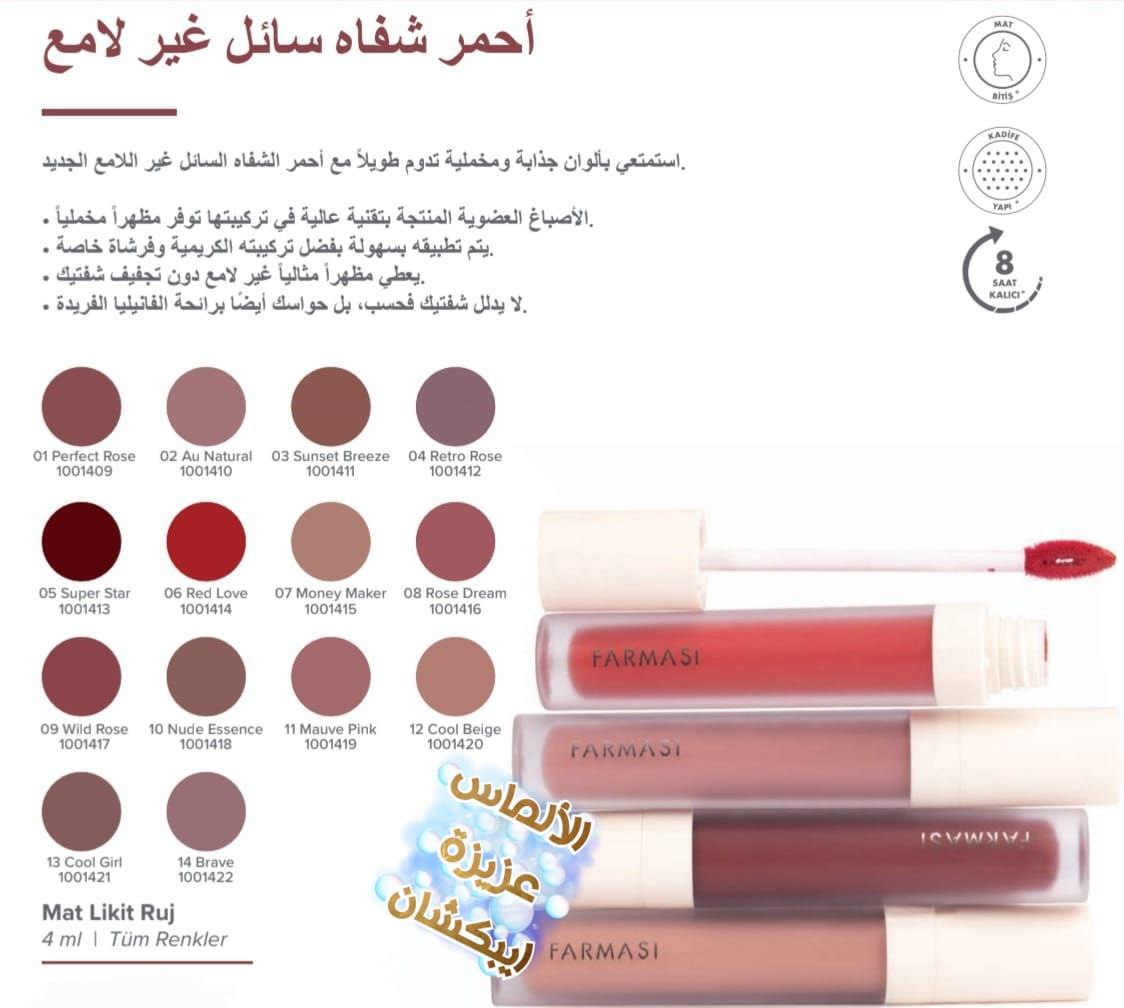 أحمر شفاه سائل غير لامع
MAT
BİTİŞ*
استمتعي بألوان جذابة ومخملية تدوم طويلاً مع أحمر الشفاه السائل غير اللامع الجديد.
KADİFE
YAPI*
• الأصباغ العضوية المنتجة بتقنية عالية في تركيبتها توفر مظهراً مخملياً.
• يتم تطبيقه بسهولة بفضل تركيبته الكريمية وفرشاة خاصة.
• يعطي مظهراً مثالياً غير لامع دون تجفيف شفتيك.
• لا يدلل شفتيك فحسب، بل حواسك أيضًا برائحة الفانيليا الفريدة.
8
SAAT
KALICI*
01 Perfect Rose
1001409
02 Au Natural
1001410
03 Sunset Breeze
1001411
04 Retro Rose
1001412
05 Super Star
1001413
06 Red Love
1001414
07 Money Maker
1001415
08 Rose Dream
1001416
09 Wild Rose
1001417
10 Nude Essence
1001418
11 Mauve Pink
1001419
12 Cool Beige
1001420
13 Cool Girl
1001421
14 Brave
1001422
Mat Likit Ruj
4 ml | Tüm Renkler
FARMASI
FARMASI
FARMASI
FARMASI
الألماس
عزيزة
ريبكشان